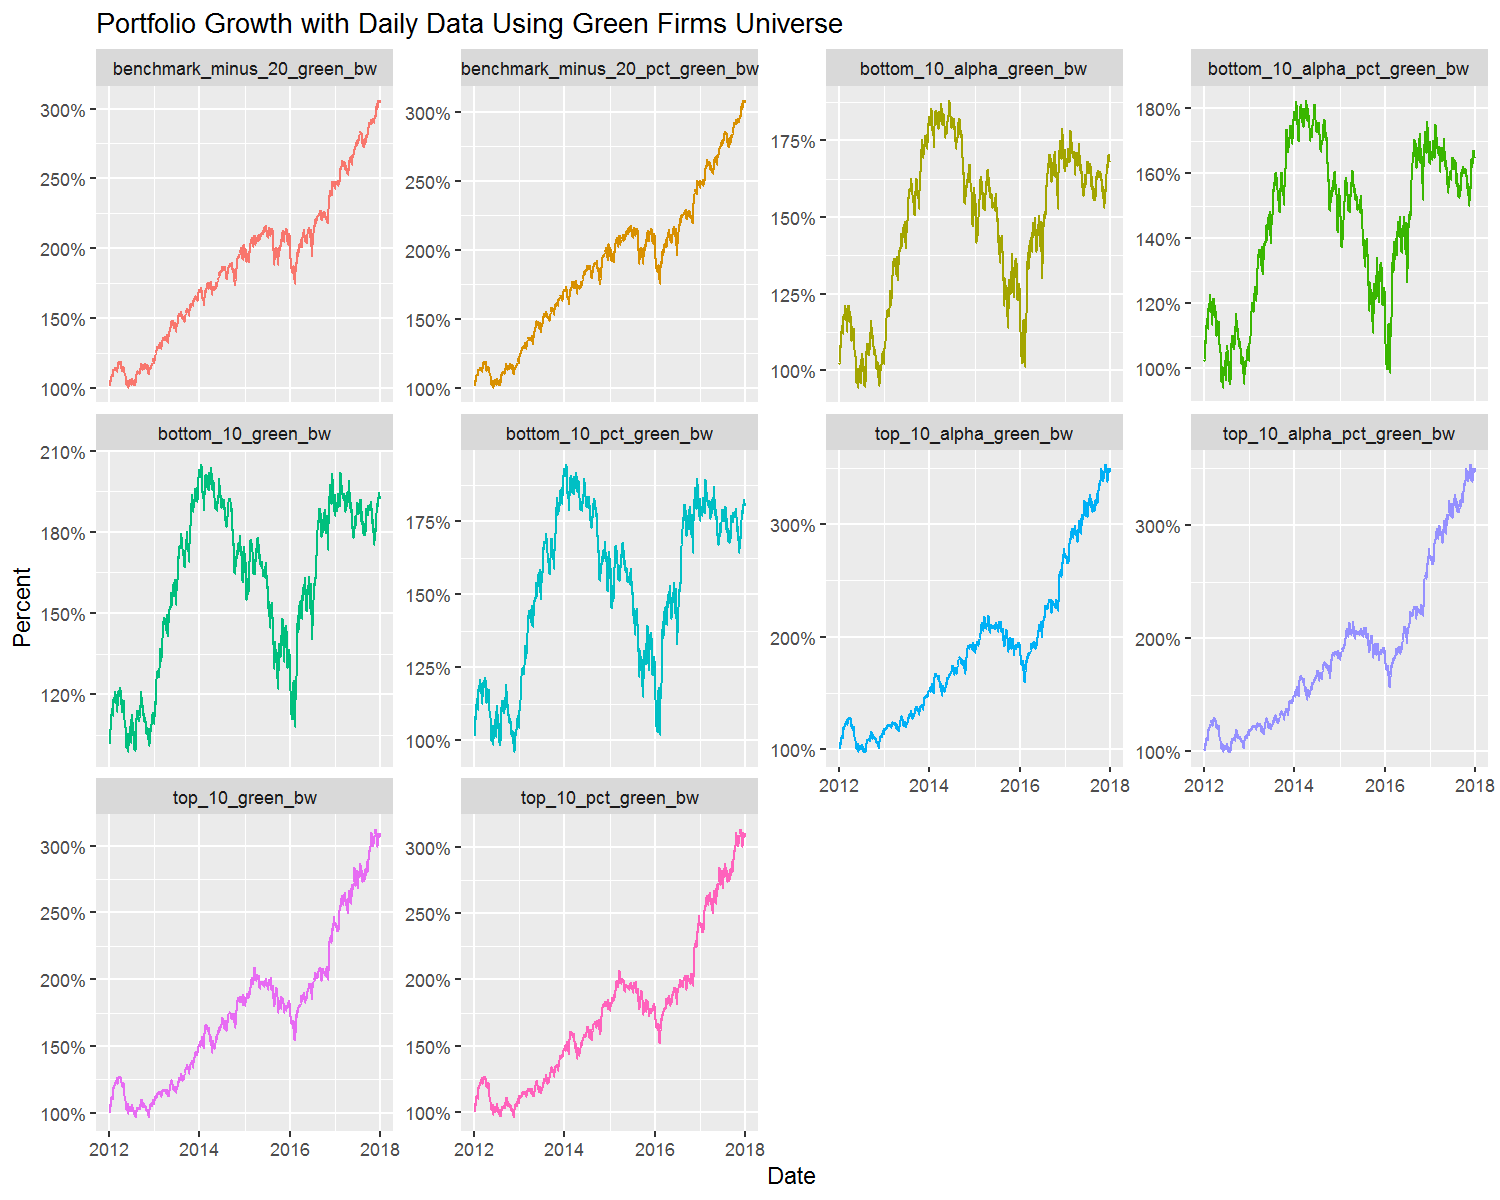 Portfolio Growth with Daily Data Using Green Firms Universe
benchmark_minus_20_green_bw
benchmark_minus_20_pct_green_bw
bottom_10_alpha_green_bw
bottom_10_alpha_pct_green_bw
300%
250%
200%
150%
100%
300%
250%
200%
150%
100%
175%
150%
125%
100%
180%
160%
140%
120%
100%
bottom_10_green_bw
bottom_10_pct_green_bw
top_10_alpha_green_bw
top_10_alpha_pct_green_bw
210%
180%
150%
120%
175%
150%
125%
100%
300%
200%
100%
300%
200%
100%
2012 2014 2016 2018
2012 2014 2016 2018
top_10_green_bw
top_10_pct_green_bw
300%
250%
200%
150%
100%
300%
250%
200%
150%
100%
2012 2014 2016 2018
2012 2014 2016 2018
Percent
Date